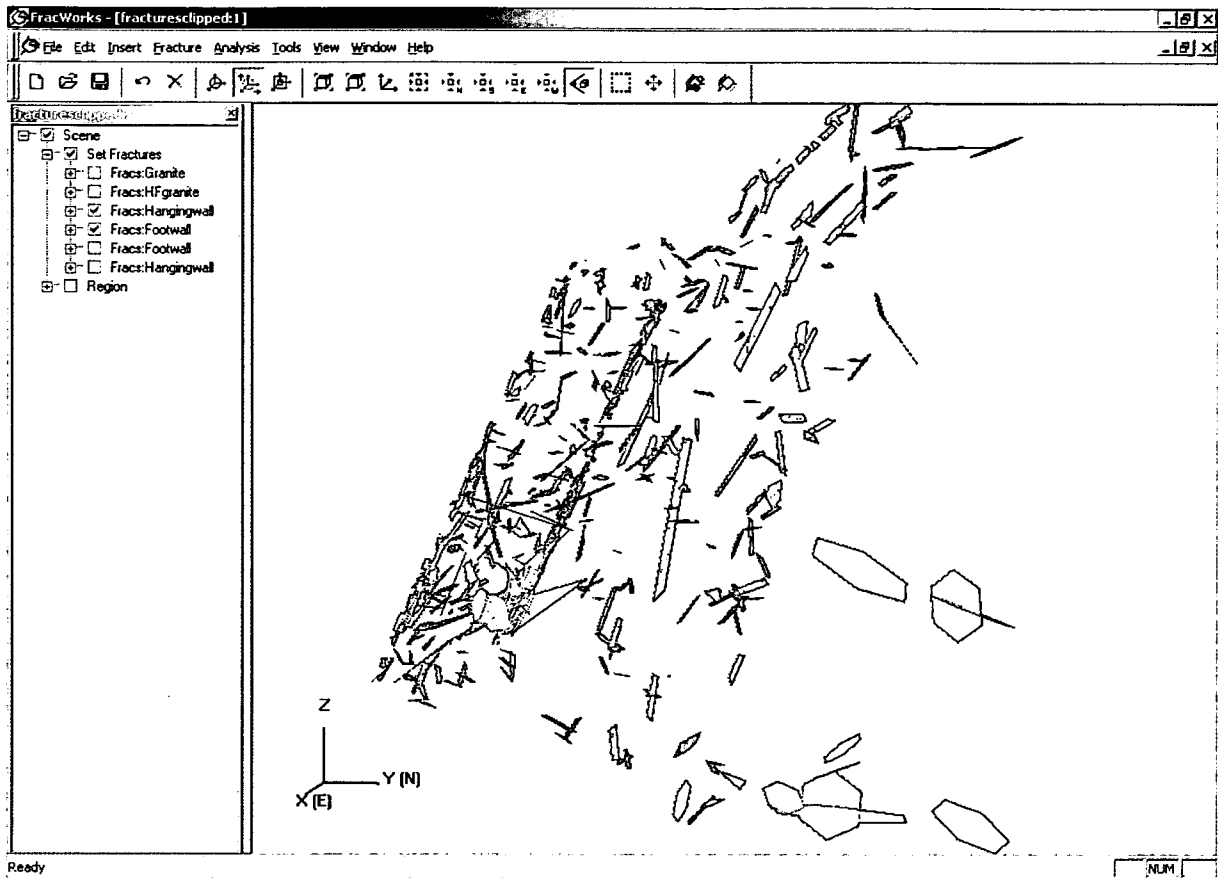 FracWorks - [fracturesclipped:1]
File Edit Insert Fracture Analysis Tools View Window Help
Scene
Set Fractures
Fracs:Granite
Fracs:HFgranite
Fracs:Hangingwall
Fracs:Footwall
Fracs:Footwall
Fracs:Hangingwall
Region
Z
Y (N)
X (E)
Ready
NUM